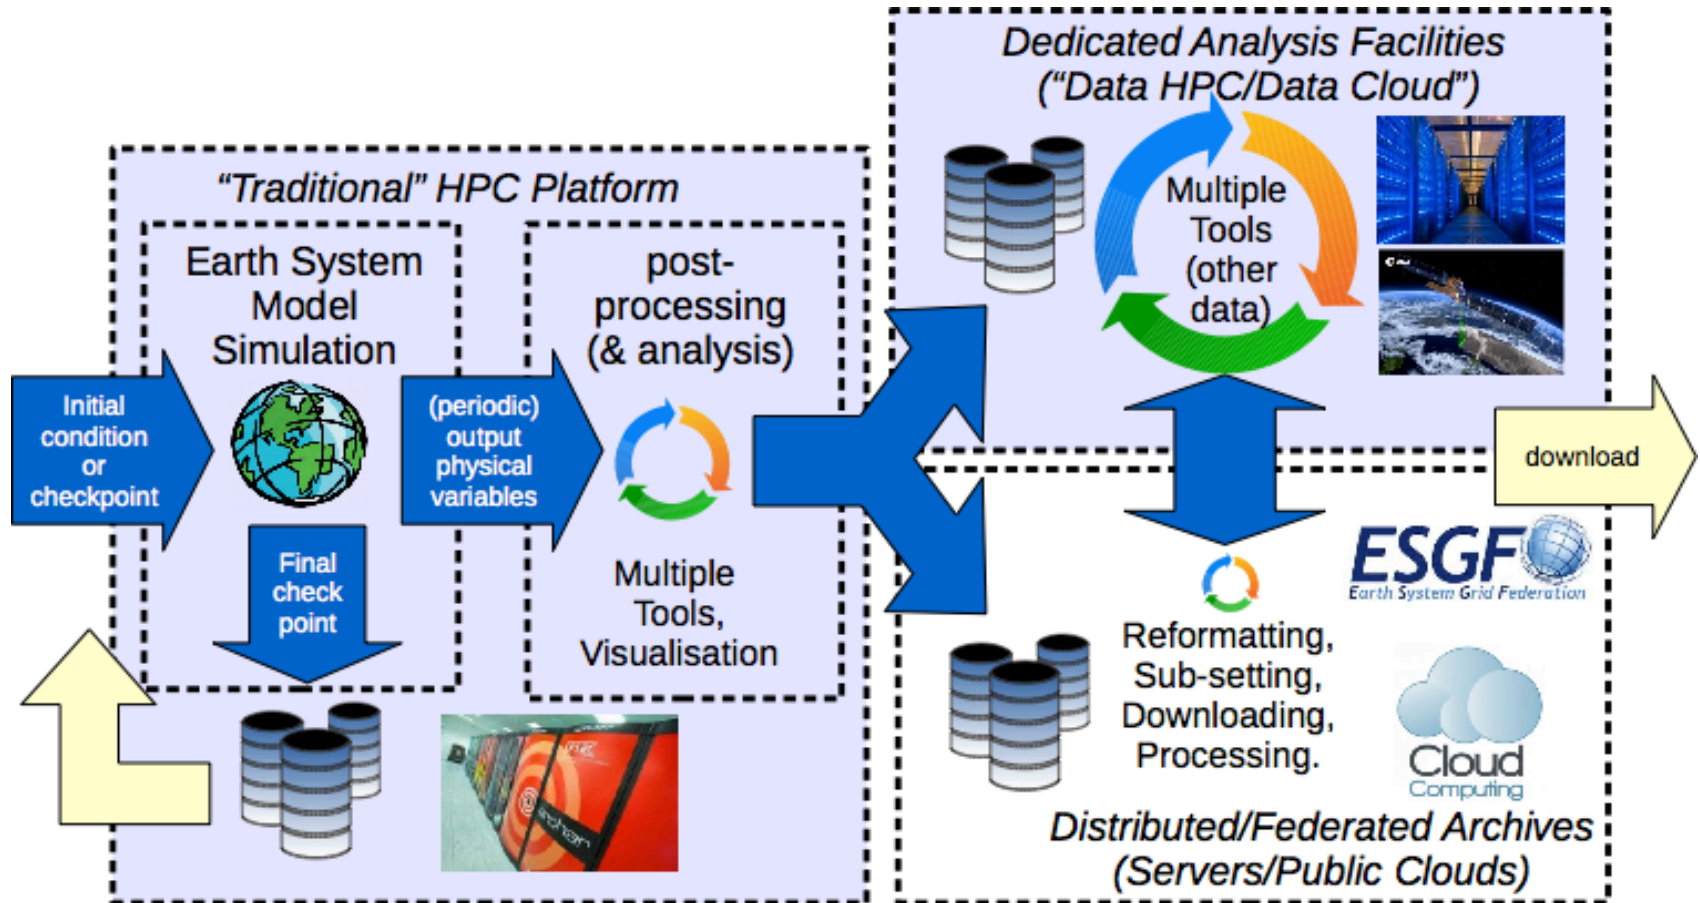 Dedicated Analysis Facilities
(“Data HPC/Data Cloud”)
Multiple
Tools
(other
data)
“Traditional” HPC Platform
Earth System
Model
Simulation
post-
processing
(& analysis)
Initial
condition
or
checkpoint
(periodic)
output
physical
variables
Final
check
point
Multiple
Tools,
Visualisation
archer
download
ESGF
Earth System Grid Federation
Reformatting,
Sub-setting,
Downloading,
Processing.
Cloud
Computing
Distributed/Federated Archives
(Servers/Public Clouds)